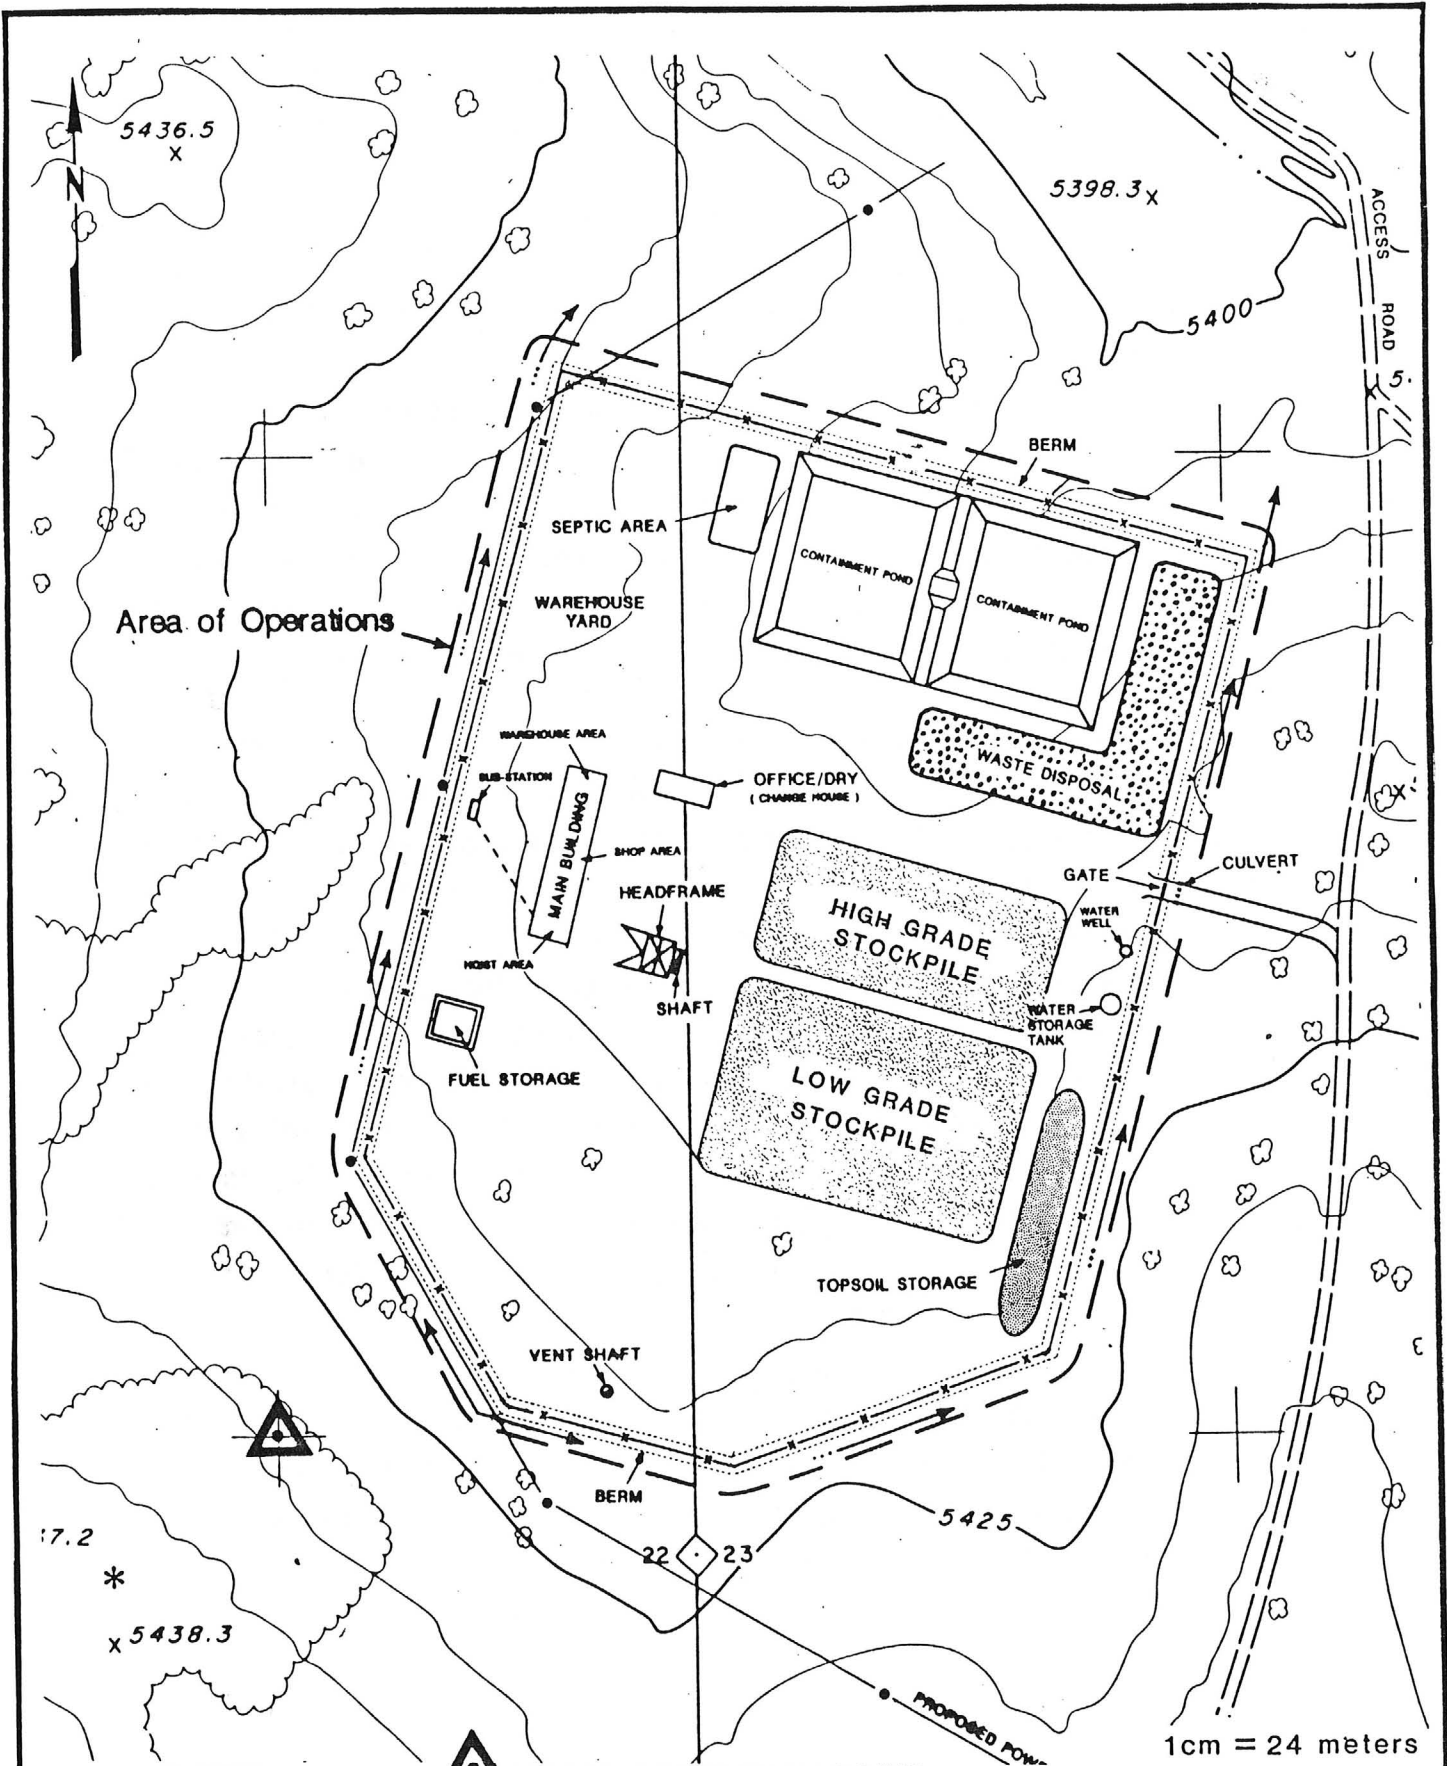 5436.5
N
5398.3
ACCESS ROAD
5400
5.
BERM
SEPTIC AREA
CONTAINMENT POND
CONTAINMENT POND
WAREHOUSE
YARD
Area of Operations
WAREHOUSE AREA
SUB-STATION
OFFICE/DRY
( CHANGE HOUSE )
WASTE DISPOSAL
MAIN BUILDING
SHOP AREA
HEADFRAME
GATE
CULVERT
HIGH GRADE
STOCKPILE
WATER
WELL
HOIST AREA
SHAFT
WATER
STORAGE
TANK
FUEL STORAGE
LOW GRADE
STOCKPILE
TOPSOIL STORAGE
VENT SHAFT
BERM
5425
22 23
7.2
5438.3
PROPOSED POW
1cm = 24 meters